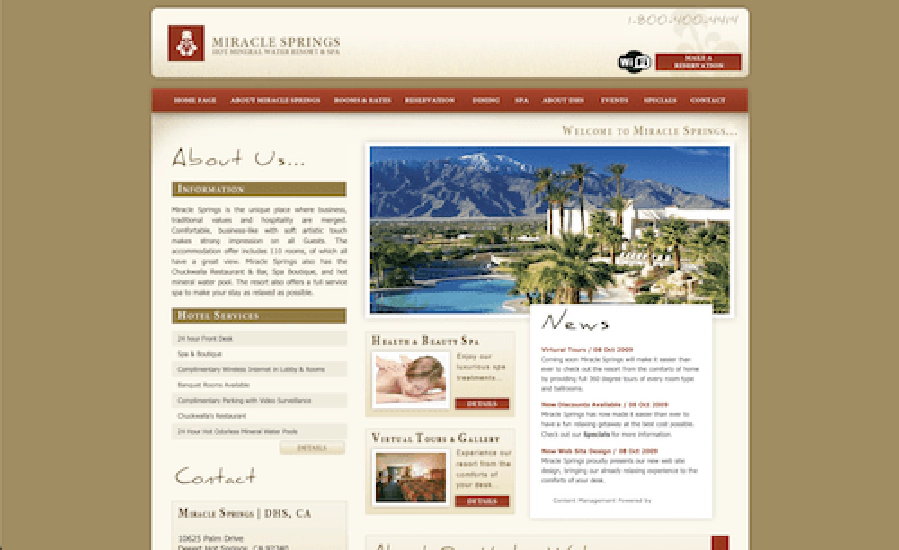 1.800.400.4414
MIRACLE SPRINGS
HOT MINERAL WATER RESORT & SPA
Wi Fi
MAKE A
RESERVATION
HOME PAGE ABOUT MIRACLE SPRINGS ROOMS & RATES RESERVATION DINING SPA ABOUT DHS EVENTS SPECIALS CONTACT
WELCOME TO MIRACLE SPRINGS...
About Us...
INFORMATION
Miracle Springs is the unique place where business,
traditional values and hospitality are merged.
Comfortable, business-like with soft artistic touch
makes strong impression on all Guests. The
accommodation offer includes 110 rooms, of which all
have a great view. Miracle Springs also has the
Chuckwalla Restaurant & Bar, Spa Boutique, and hot
mineral water pool. The resort also offers a full service
spa to make your stay as relaxed as possible.
HOTEL SERVICES
24 hour Front Desk
Spa & Boutique
Complimentary Wireless Internet in Lobby & Rooms
Banquet Rooms Available
Complimentary Parking with Video Surveillance
Chuckwalla's Restaurant
24 Hour Hot Odorless Mineral Water Pools
DETAILS
Contact
MIRACLE SPRINGS | DHS, CA
10625 Palm Drive
Desert Hot Springs, CA 92240
HEALTH & BEAUTY SPA
Enjoy our
luxurious spa
treatments...
DETAILS
VIRTUAL TOURS & GALLERY
Experience our
resort from the
comforts of
your desk...
DETAILS
News
Virtural Tours / 08 Oct 2009
Coming soon Miracle Springs will make it easier than
ever to check out the resort from the comforts of home
by providing full 360 degree tours of every room type
and ballrooms.
New Discounts Available / 08 Oct 2009
Miracle Springs has now made it easier than ever to
have a fun relaxing getaway at the best cost possible.
Check out our Specials for more information.
New Web Site Design / 08 Oct 2009
Miracle Springs proudly presents our new web site
design, bringing our already relaxing experience to the
comforts of your desk.
Content Management Powered by